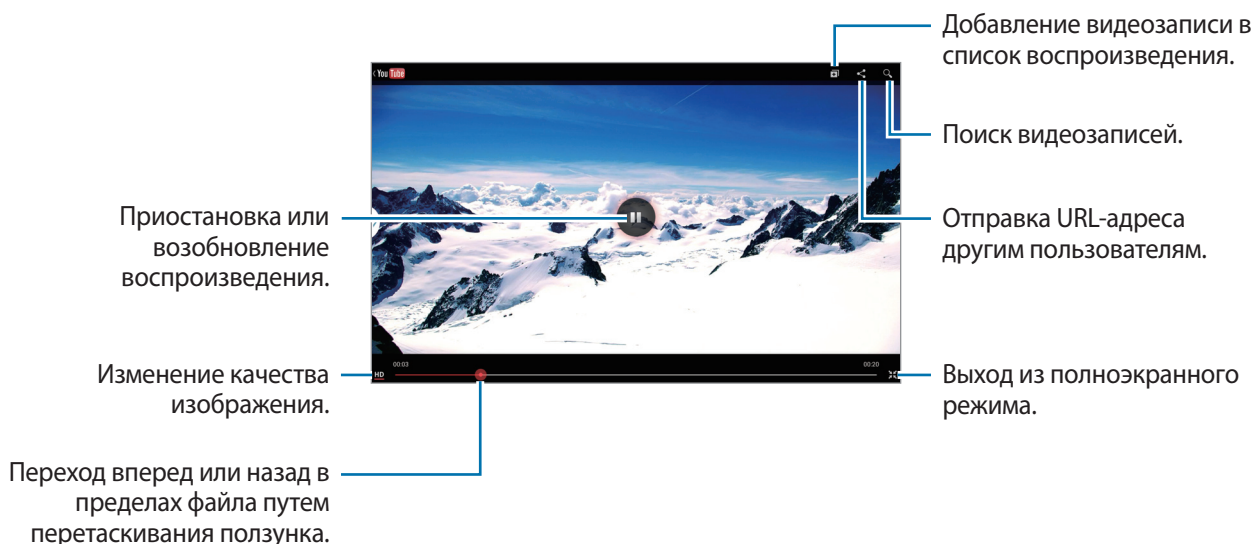 Добавление видеозаписи в
список воспроизведения.
You Tube
Поиск видеозаписей.
Приостановка или
возобновление
воспроизведения.
Отправка URL-адреса
другим пользователям.
00:03
00:20
HD
Изменение качества
изображения.
Выход из полноэкранного
режима.
Переход вперед или назад в
пределах файла путем
перетаскивания ползунка.